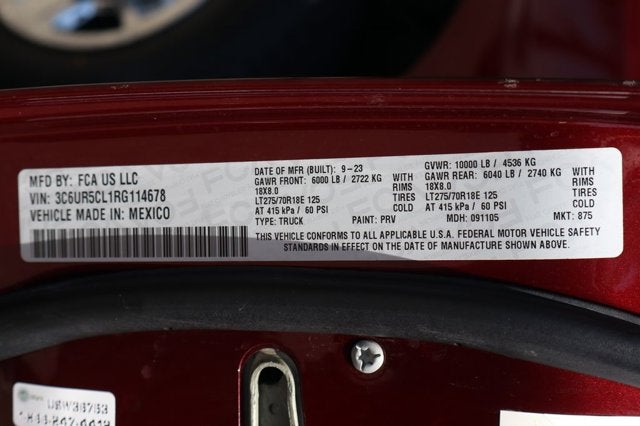 MFD BY: FCA US LLC
VIN: 3C6UR5CL1RG114678
VEHICLE MADE IN: MEXICO
DATE OF MFR (BUILT): 9-23 GVWR: 10000 LB / 4536 KG
GAWR FRONT: 6000 LB / 2722 KG WITH GAWR REAR: 6040 LB / 2740 KG WITH
18X8.0 RIMS 18X8.0 RIMS
LT275/70R18E 125 TIRES LT275/70R18E 125 TIRES
AT 415 kPa / 60 PSI COLD AT 415 kPa / 60 PSI COLD
TYPE: TRUCK PAINT: PRV MDH: 091105 MKT: 875
THIS VEHICLE CONFORMS TO ALL APPLICABLE U.S.A. FEDERAL MOTOR VEHICLE SAFETY
STANDARDS IN EFFECT ON THE DATE OF MANUFACTURE SHOWN ABOVE.